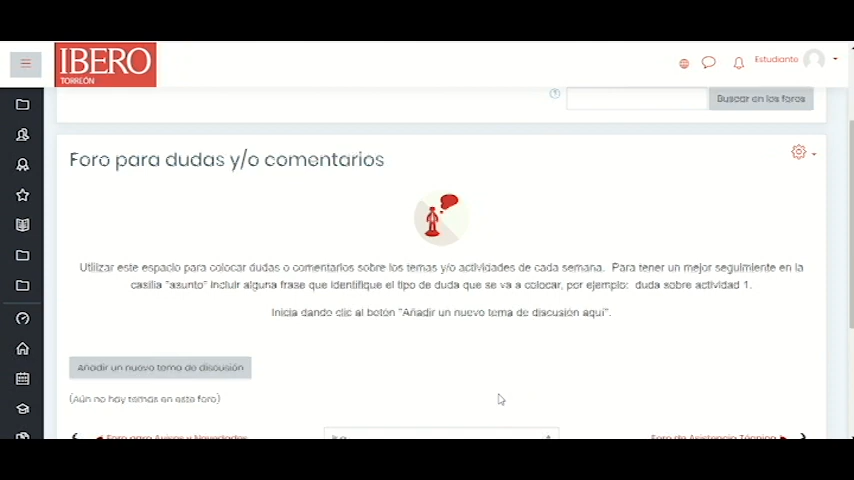 IBERO
TORREÓN
Estudiante
Buscar en los foros
Foro para dudas y/o comentarios
Utilizar este espacio para colocar dudas o comentarios sobre los temas y/o actividades de cada semana. Para tener un mejor seguimiento en la
casilla "asunto" incluir alguna frase que identifique el tipo de duda que se va a colocar, por ejemplo: duda sobre actividad 1.
Inicia dando clic al botón "Añadir un nuevo tema de discusión aquí".
Añadir un nuevo tema de discusión
(Aún no hay temas en este foro)
Foro para Avisos y Novedades
Foro de Asistencia Técnica